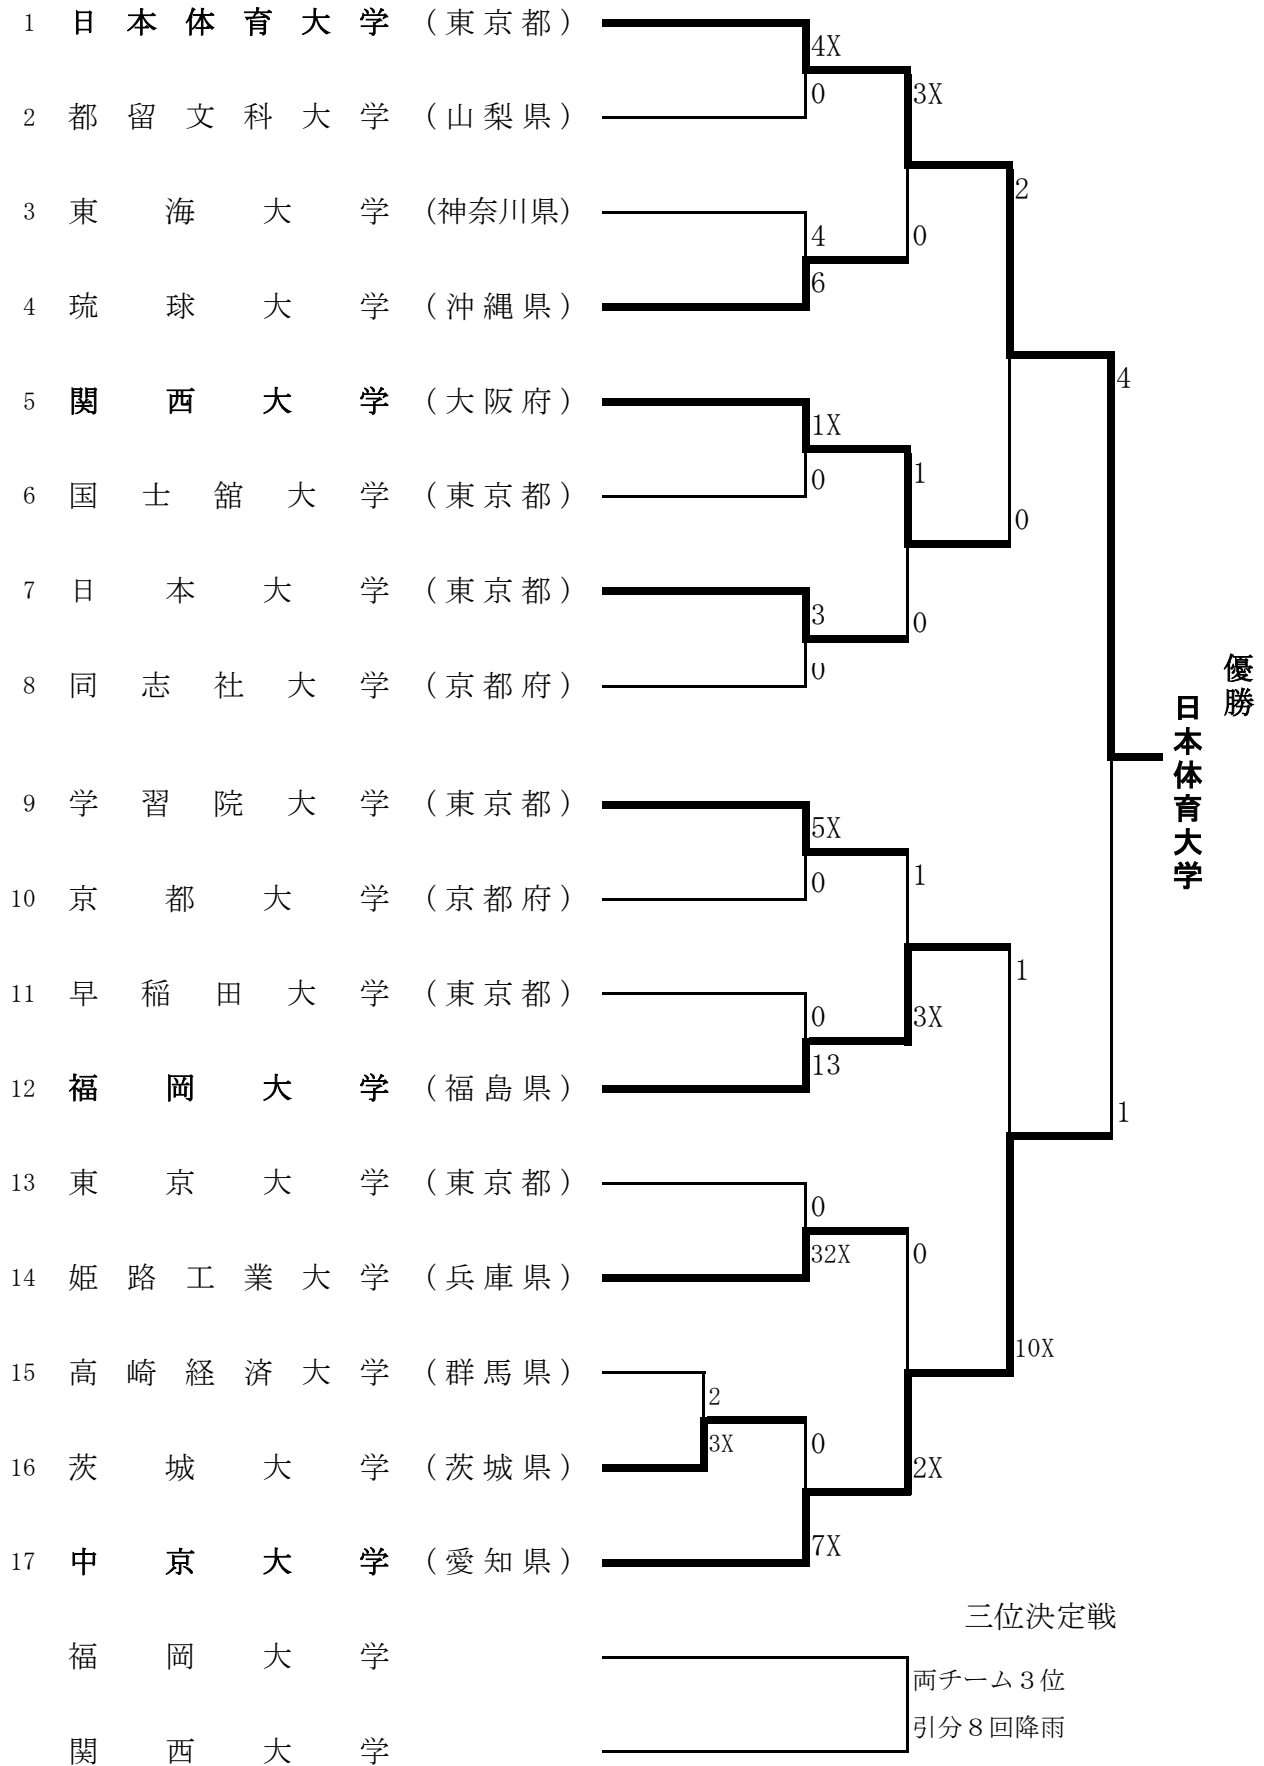 1 日本体育大学 (東京都)
4X
0
2 都留文科大学 (山梨県)
3X
0
3 東海大学 (神奈川県)
4
6
4 琉球大学 (沖縄県)
2
0
5 関西大学 (大阪府)
1X
0
6 国士舘大学 (東京都)
1
0
7 日本大学 (東京都)
3
0
8 同志社大学 (京都府)
4
1
優勝
日本体育大学
9 学習院大学 (東京都)
5X
0
10 京都大学 (京都府)
1
3X
11 早稲田大学 (東京都)
0
13
12 福岡大学 (福島県)
1
10X
13 東京大学 (東京都)
0
32X
14 姫路工業大学 (兵庫県)
0
2X
15 高崎経済大学 (群馬県)
2
3X
16 茨城大学 (茨城県)
0
7X
17 中京大学 (愛知県)
三位決定戦
福岡大学
両チーム３位
引分８回降雨
関西大学